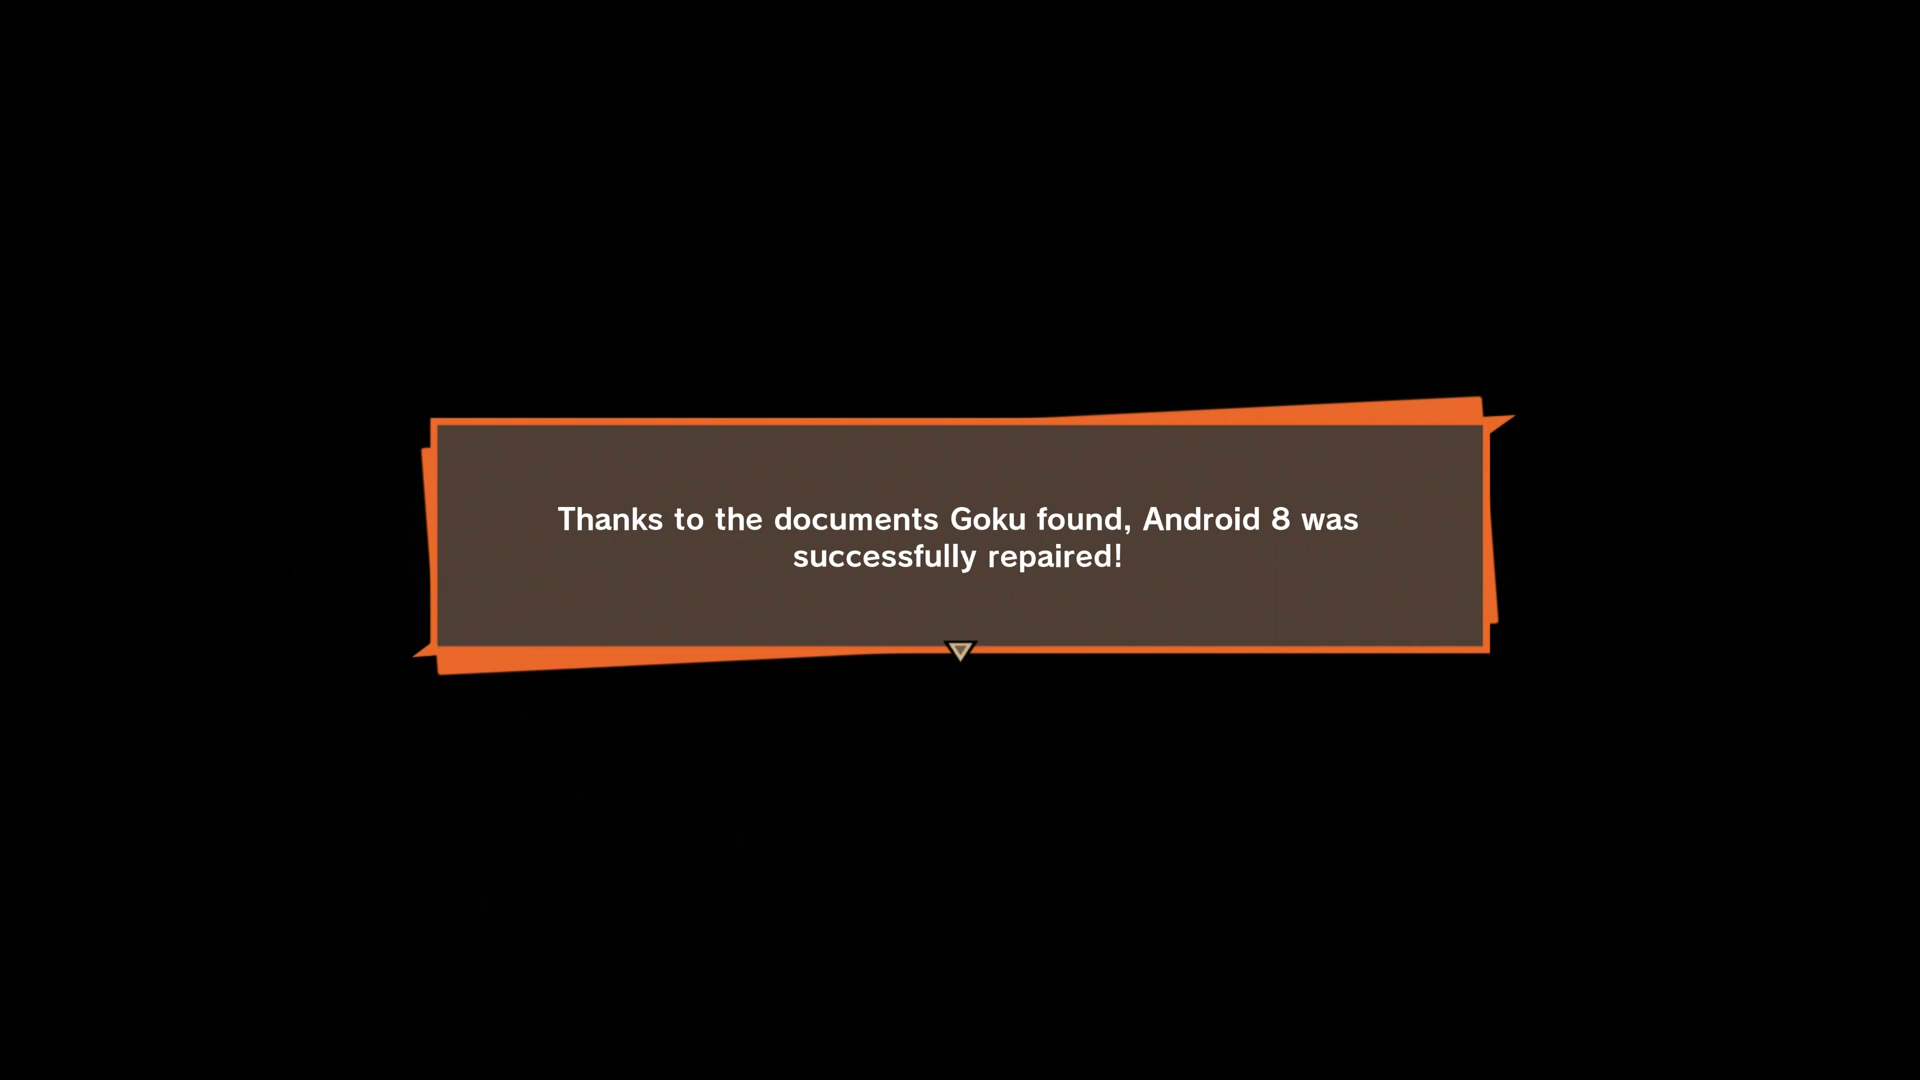 Thanks to the documents Goku found, Android 8 was
successfully repaired!